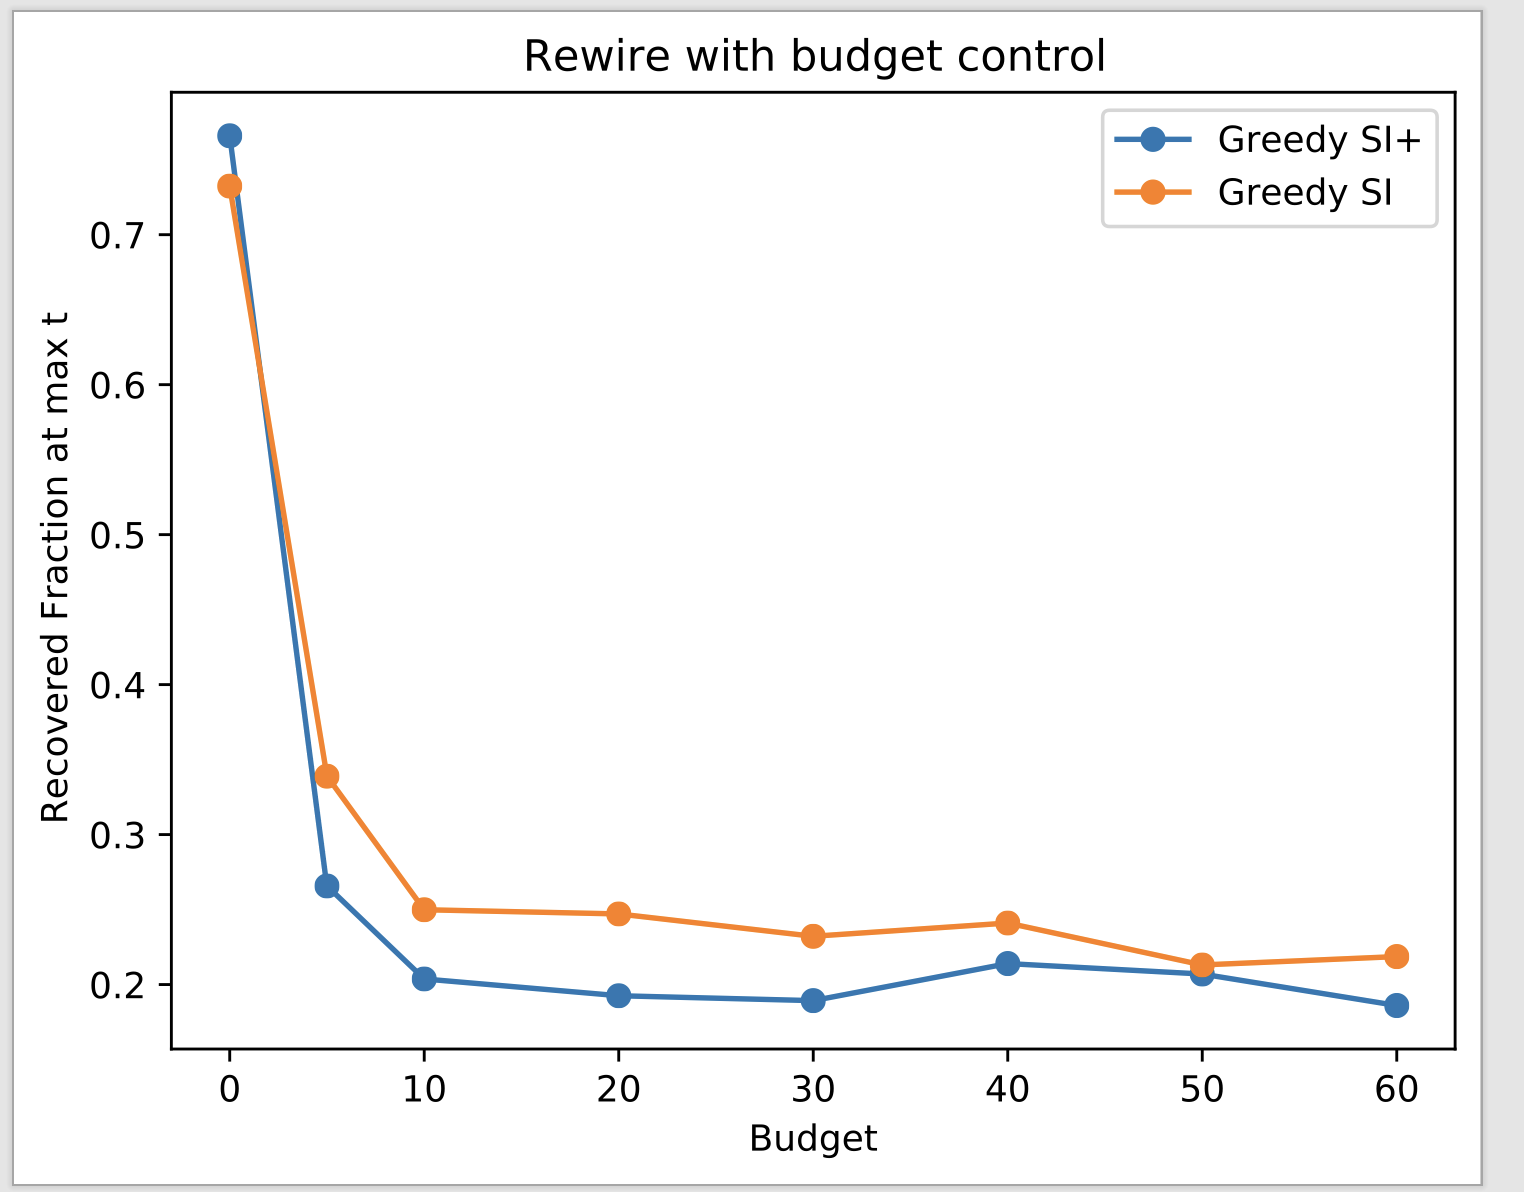 Rewire with budget control
Greedy SI+
Greedy SI
Recovered Fraction at max t
0.7
0.6
0.5
0.4
0.3
0.2
0 10 20 30 40 50 60
Budget